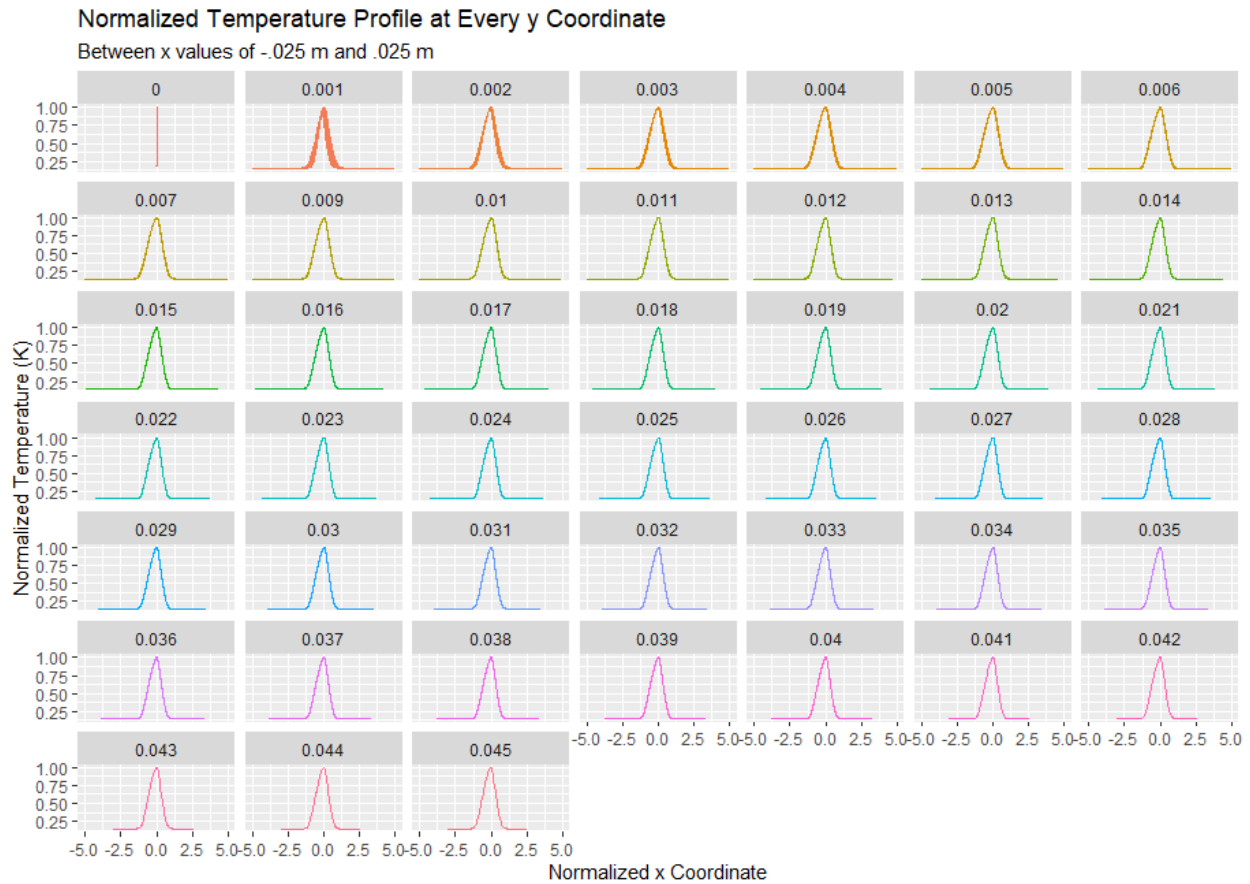 Normalized Temperature Profile at Every y Coordinate
Between x values of -.025 m and .025 m
0 0.001 0.002 0.003 0.004 0.005 0.006
1.00
0.75
0.50
0.25
0.007 0.009 0.01 0.011 0.012 0.013 0.014
1.00
0.75
0.50
0.25
0.015 0.016 0.017 0.018 0.019 0.02 0.021
1.00
0.75
0.50
0.25
Normalized Temperature (K)
0.022 0.023 0.024 0.025 0.026 0.027 0.028
1.00
0.75
0.50
0.25
0.029 0.03 0.031 0.032 0.033 0.034 0.035
1.00
0.75
0.50
0.25
0.036 0.037 0.038 0.039 0.04 0.041 0.042
1.00
0.75
0.50
0.25
-5.0 -2.5 0.0 2.5 5.0 -5.0 -2.5 0.0 2.5 5.0 -5.0 -2.5 0.0 2.5 5.0 -5.0 -2.5 0.0 2.5 5.0
0.043 0.044 0.045
1.00
0.75
0.50
0.25
-5.0 -2.5 0.0 2.5 5.0 -5.0 -2.5 0.0 2.5 5.0 -5.0 -2.5 0.0 2.5 5.0
Normalized x Coordinate